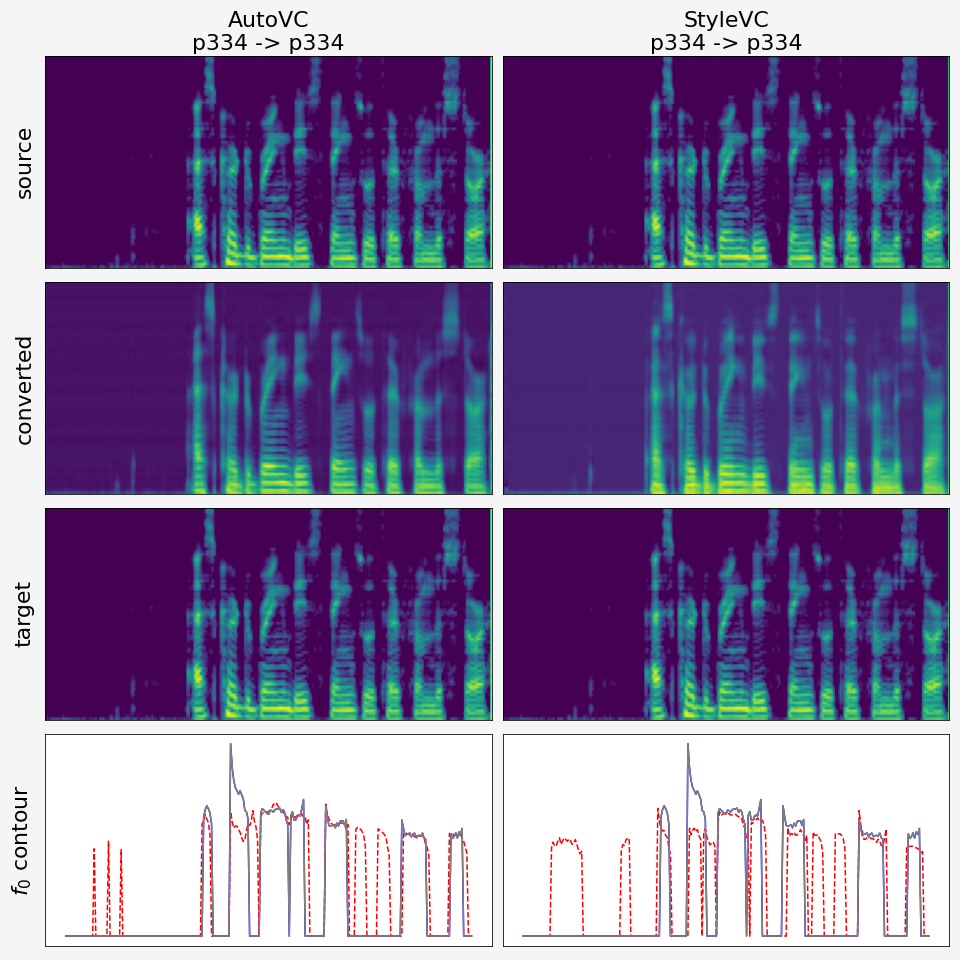 AutoVC
p334 -> p334
StyleVC
p334 -> p334
source
converted
target
f₀ contour